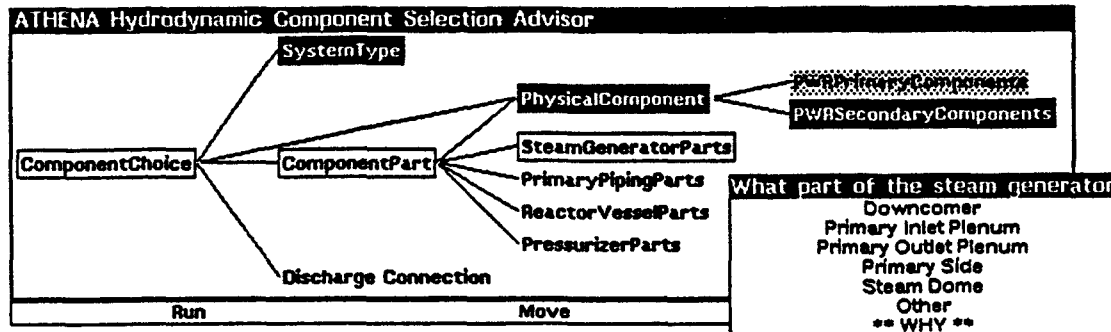 ATHENA Hydrodynamic Component Selection Advisor
SystemType
PWRPrimaryComponents
PhysicalComponent
PWRSecondaryComponents
SteamGeneratorParts
ComponentChoice
ComponentPart
PrimaryPipingParts
ReactorVesselParts
PressurizerParts
Discharge Connection
Run
Move
What part of the steam generator
Downcomer
Primary Inlet Plenum
Primary Outlet Plenum
Primary Side
Steam Dome
Other
** WHY **